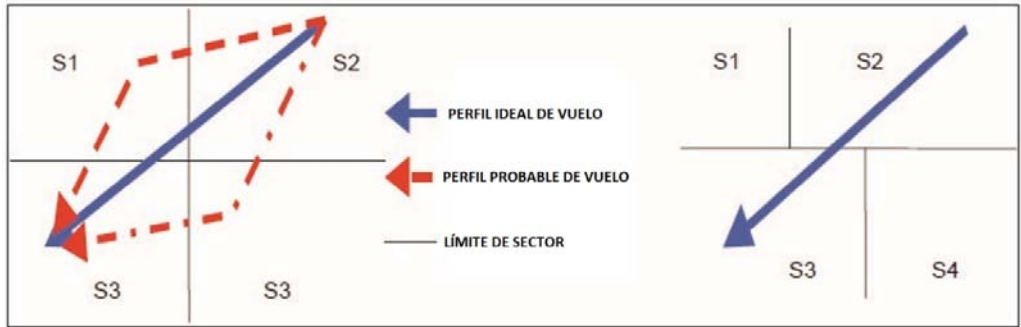 S1
S2
S3
S3
PERFIL IDEAL DE VUELO
PERFIL PROBABLE DE VUELO
LÍMITE DE SECTOR
S1
S2
S3
S4